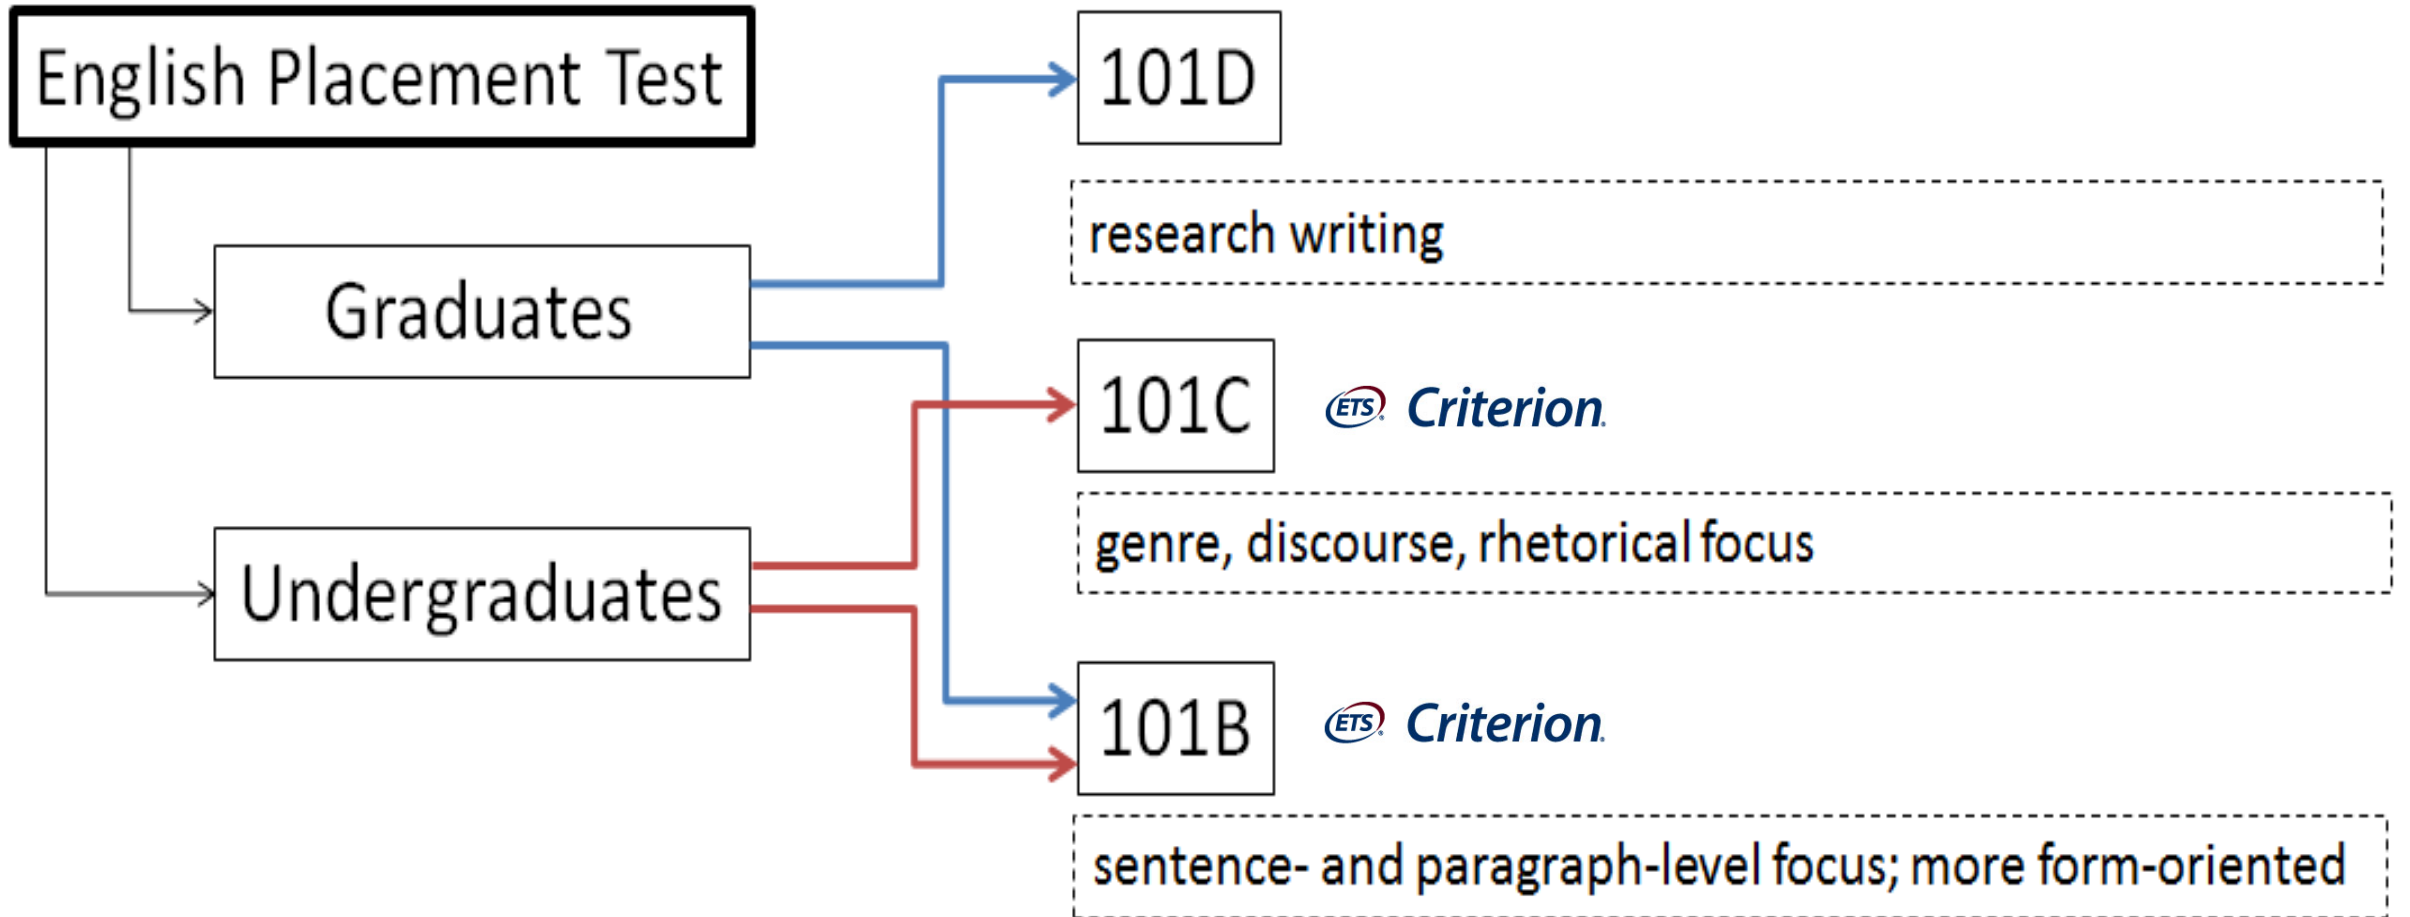 English Placement Test
101D
research writing
Graduates
101C
ETS® Criterion®
genre, discourse, rhetorical focus
Undergraduates
101B
ETS® Criterion®
sentence- and paragraph-level focus; more form-oriented